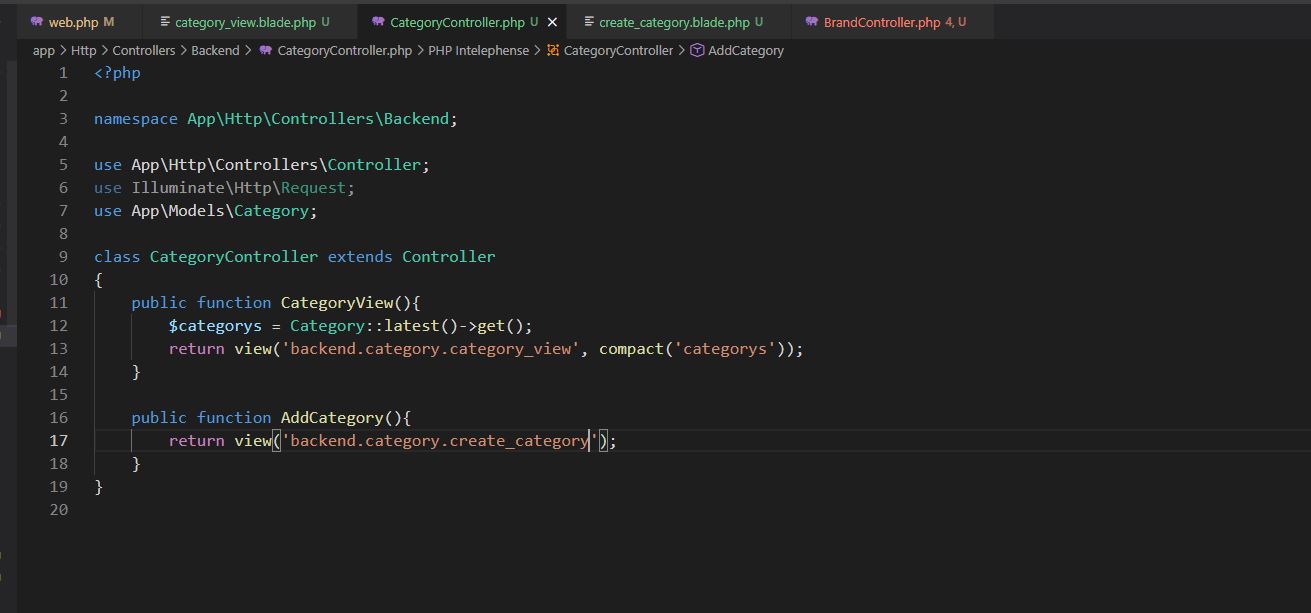 web.php M category_view.blade.php U CategoryController.php U create_category.blade.php U BrandController.php 4, U
app > Http > Controllers > Backend > CategoryController.php > PHP Intelephense > CategoryController > AddCategory
1 <?php
2
3 namespace App\Http\Controllers\Backend;
4
5 use App\Http\Controllers\Controller;
6 use Illuminate\Http\Request;
7 use App\Models\Category;
8
9 class CategoryController extends Controller
10 {
11 public function CategoryView(){
12 $categorys = Category::latest()->get();
13 return view('backend.category.category_view', compact('categorys'));
14 }
15
16 public function AddCategory(){
17 return view('backend.category.create_category');
18 }
19 }
20